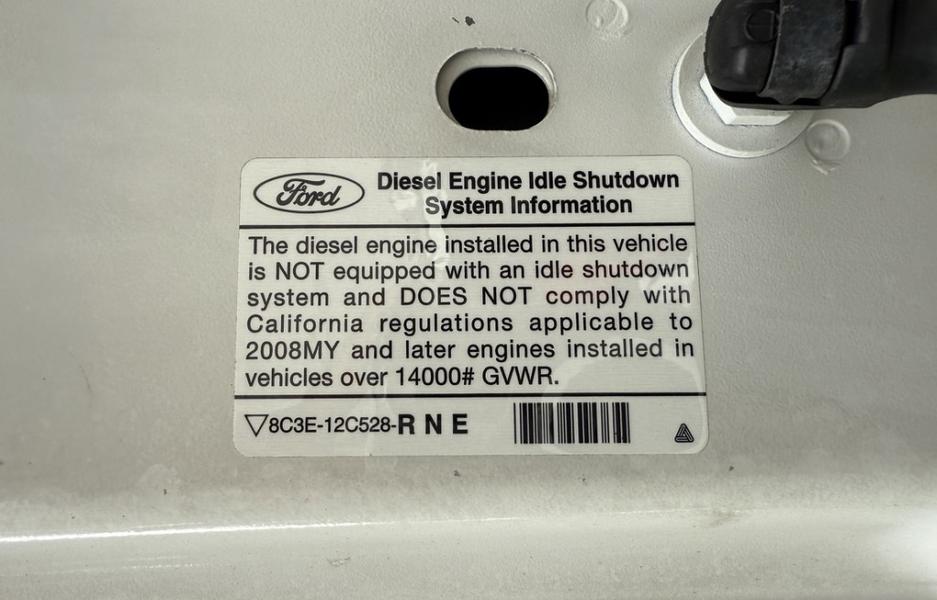 Ford
Diesel Engine Idle Shutdown
System Information
The diesel engine installed in this vehicle
is NOT equipped with an idle shutdown
system and DOES NOT comply with
California regulations applicable to
2008MY and later engines installed in
vehicles over 14000# GVWR.
8C3E-12C528-R N E